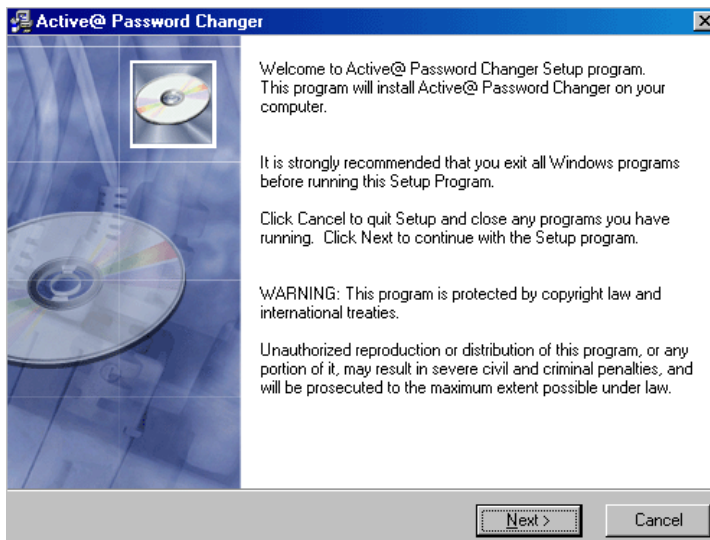 Active@ Password Changer
Welcome to Active@ Password Changer Setup program.
This program will install Active@ Password Changer on your
computer.
It is strongly recommended that you exit all Windows programs
before running this Setup Program.
Click Cancel to quit Setup and close any programs you have
running. Click Next to continue with the Setup program.
WARNING: This program is protected by copyright law and
international treaties.
Unauthorized reproduction or distribution of this program, or any
portion of it, may result in severe civil and criminal penalties, and
will be prosecuted to the maximum extent possible under law.
Next >
Cancel